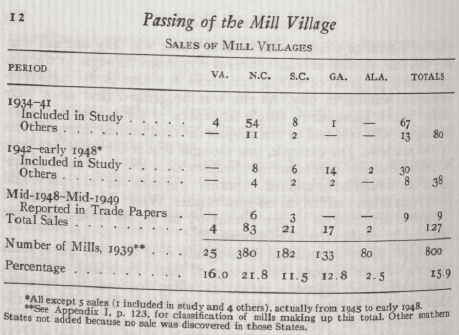 12 Passing of the Mill Village
SALES OF MILL VILLAGES
PERIOD VA. N.C. S.C. GA. ALA. TOTALS
1934–41
Included in Study . . . . . 4 54 8 1 — 67
Others . . . . . . . . . — 11 2 — 13 80
1942–early 1948*
Included in Study . . . . . — 8 6 14 2 30
Others . . . . . . . . . — 4 2 2 — 8 38
Mid-1948–Mid-1949
Reported in Trade Papers . — 6 3 — — 9 9
Total Sales . . . . . . . . . 4 83 21 17 2 127
Number of Mills, 1939** . . . 25 380 182 133 80 800
Percentage . . . . . . . . . 16.0 21.8 11.5 12.8 2.5 15.9
*All except 5 sales (1 included in study and 4 others), actually from 1945 to early 1948.
**See Appendix I, p. 123, for classification of mills making up this total. Other southern
States not added because no sale was discovered in those States.